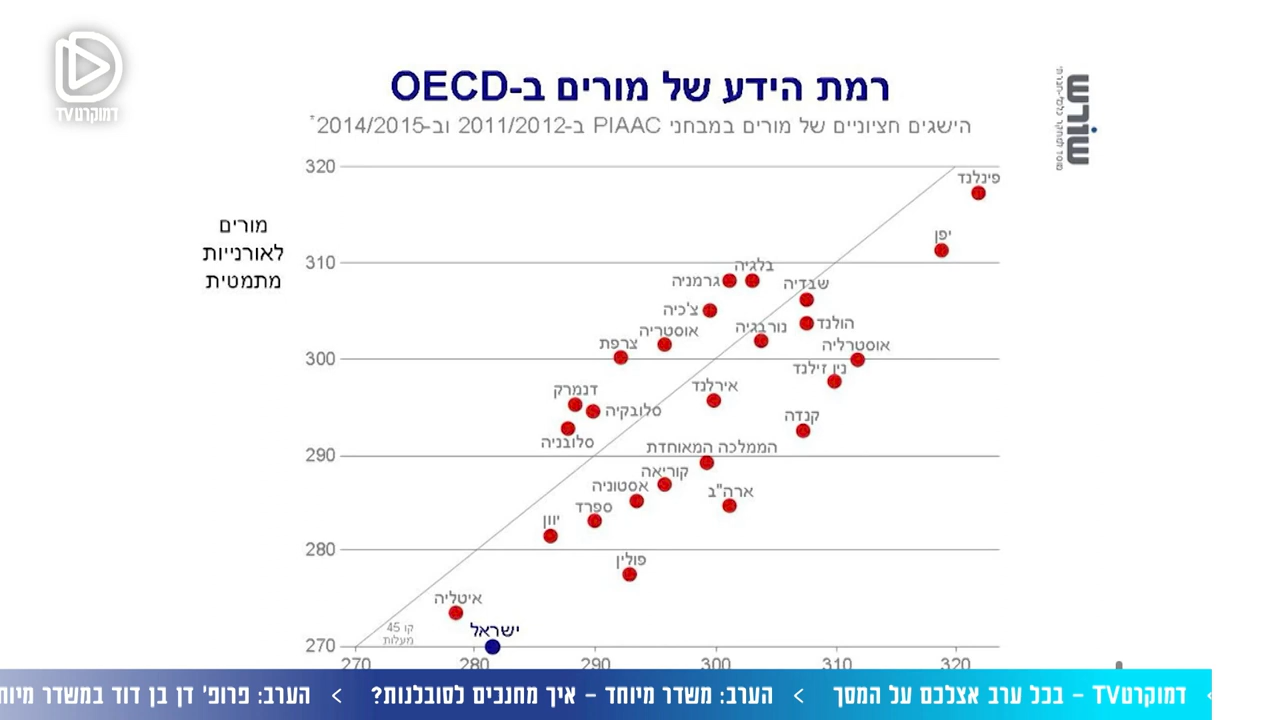 דמוקרטTV
רמת הידע של מורים ב-OECD
הישגים חציוניים של מורים במבחני PIAAC ב-2011/2012 וב-2014/2015*
שורש
מורים
לאוריינות
מתמטית
320
310
300
290
280
270
פינלנד
יפן
בלגיה
גרמניה
שבדיה
צ'כיה
הולנד
נורבגיה
אוסטריה
צרפת
אוסטרליה
ניו זילנד
דנמרק
אירלנד
סלובקיה
קנדה
סלובניה
הממלכה המאוחדת
קוריאה
אסטוניה
ארה"ב
ספרד
יוון
פולין
איטליה
ישראל
קו 45
מעלות
270 280 290 300 310 320
דמוקרטTV – בכל ערב אצלכם על המסך > הערב: משדר מיוחד – איך מחנכים לסובלנות? > הערב: פרופ' דן בן דוד במשדר